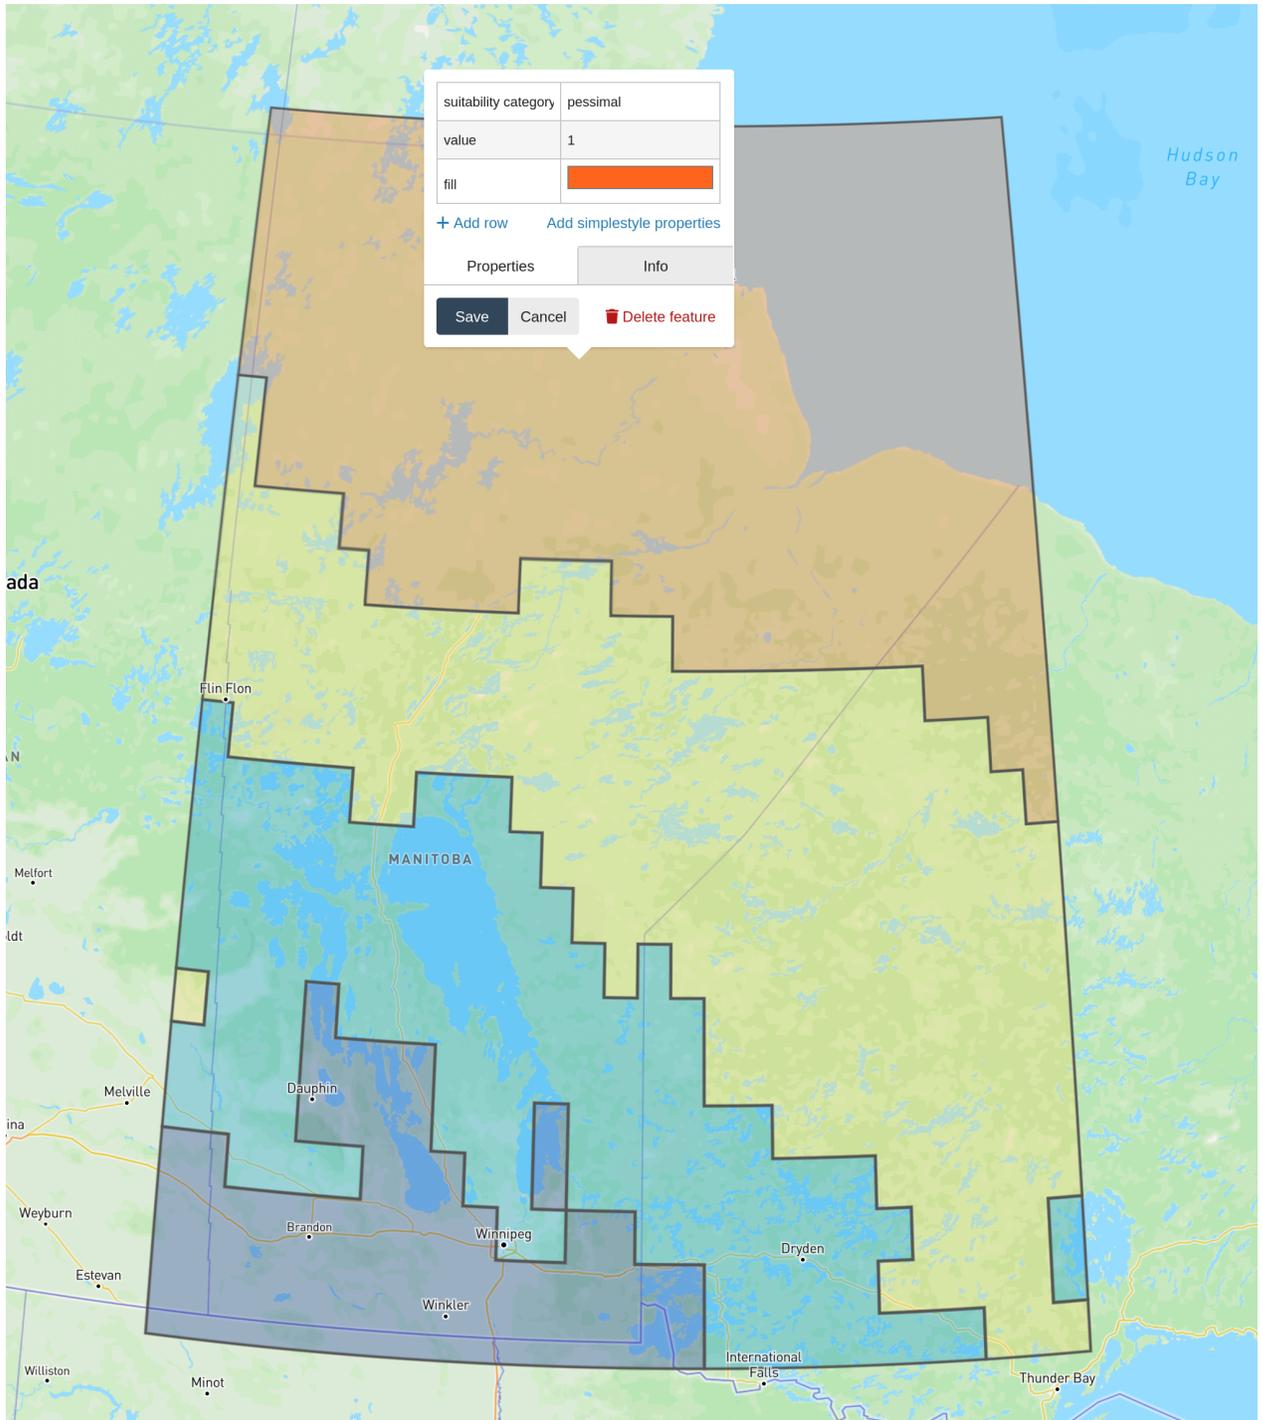 suitability category pessimal
value 1
fill
+ Add row Add simplestyle properties
Properties Info
Save Cancel Delete feature
Hudson
Bay
ada
Flin Flon
AN
MANITOBA
Melfort
ldt
Dauphin
Melville
ina
Weyburn
Brandon
Winnipeg
Dryden
Estevan
Winkler
International
Falls
Williston
Minot
Thunder Bay